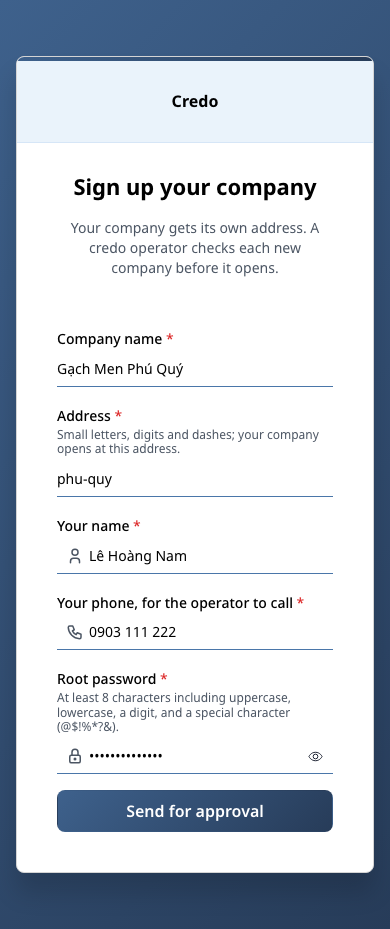 Credo
Sign up your company
Your company gets its own address. A
credo operator checks each new
company before it opens.
Company name *
Gạch Men Phú Quý
Address *
Small letters, digits and dashes; your company
opens at this address.
phu-quy
Your name *
Lê Hoàng Nam
Your phone, for the operator to call *
0903 111 222
Root password *
At least 8 characters including uppercase,
lowercase, a digit, and a special character
(@$!%*?&).
••••••••••••••
Send for approval